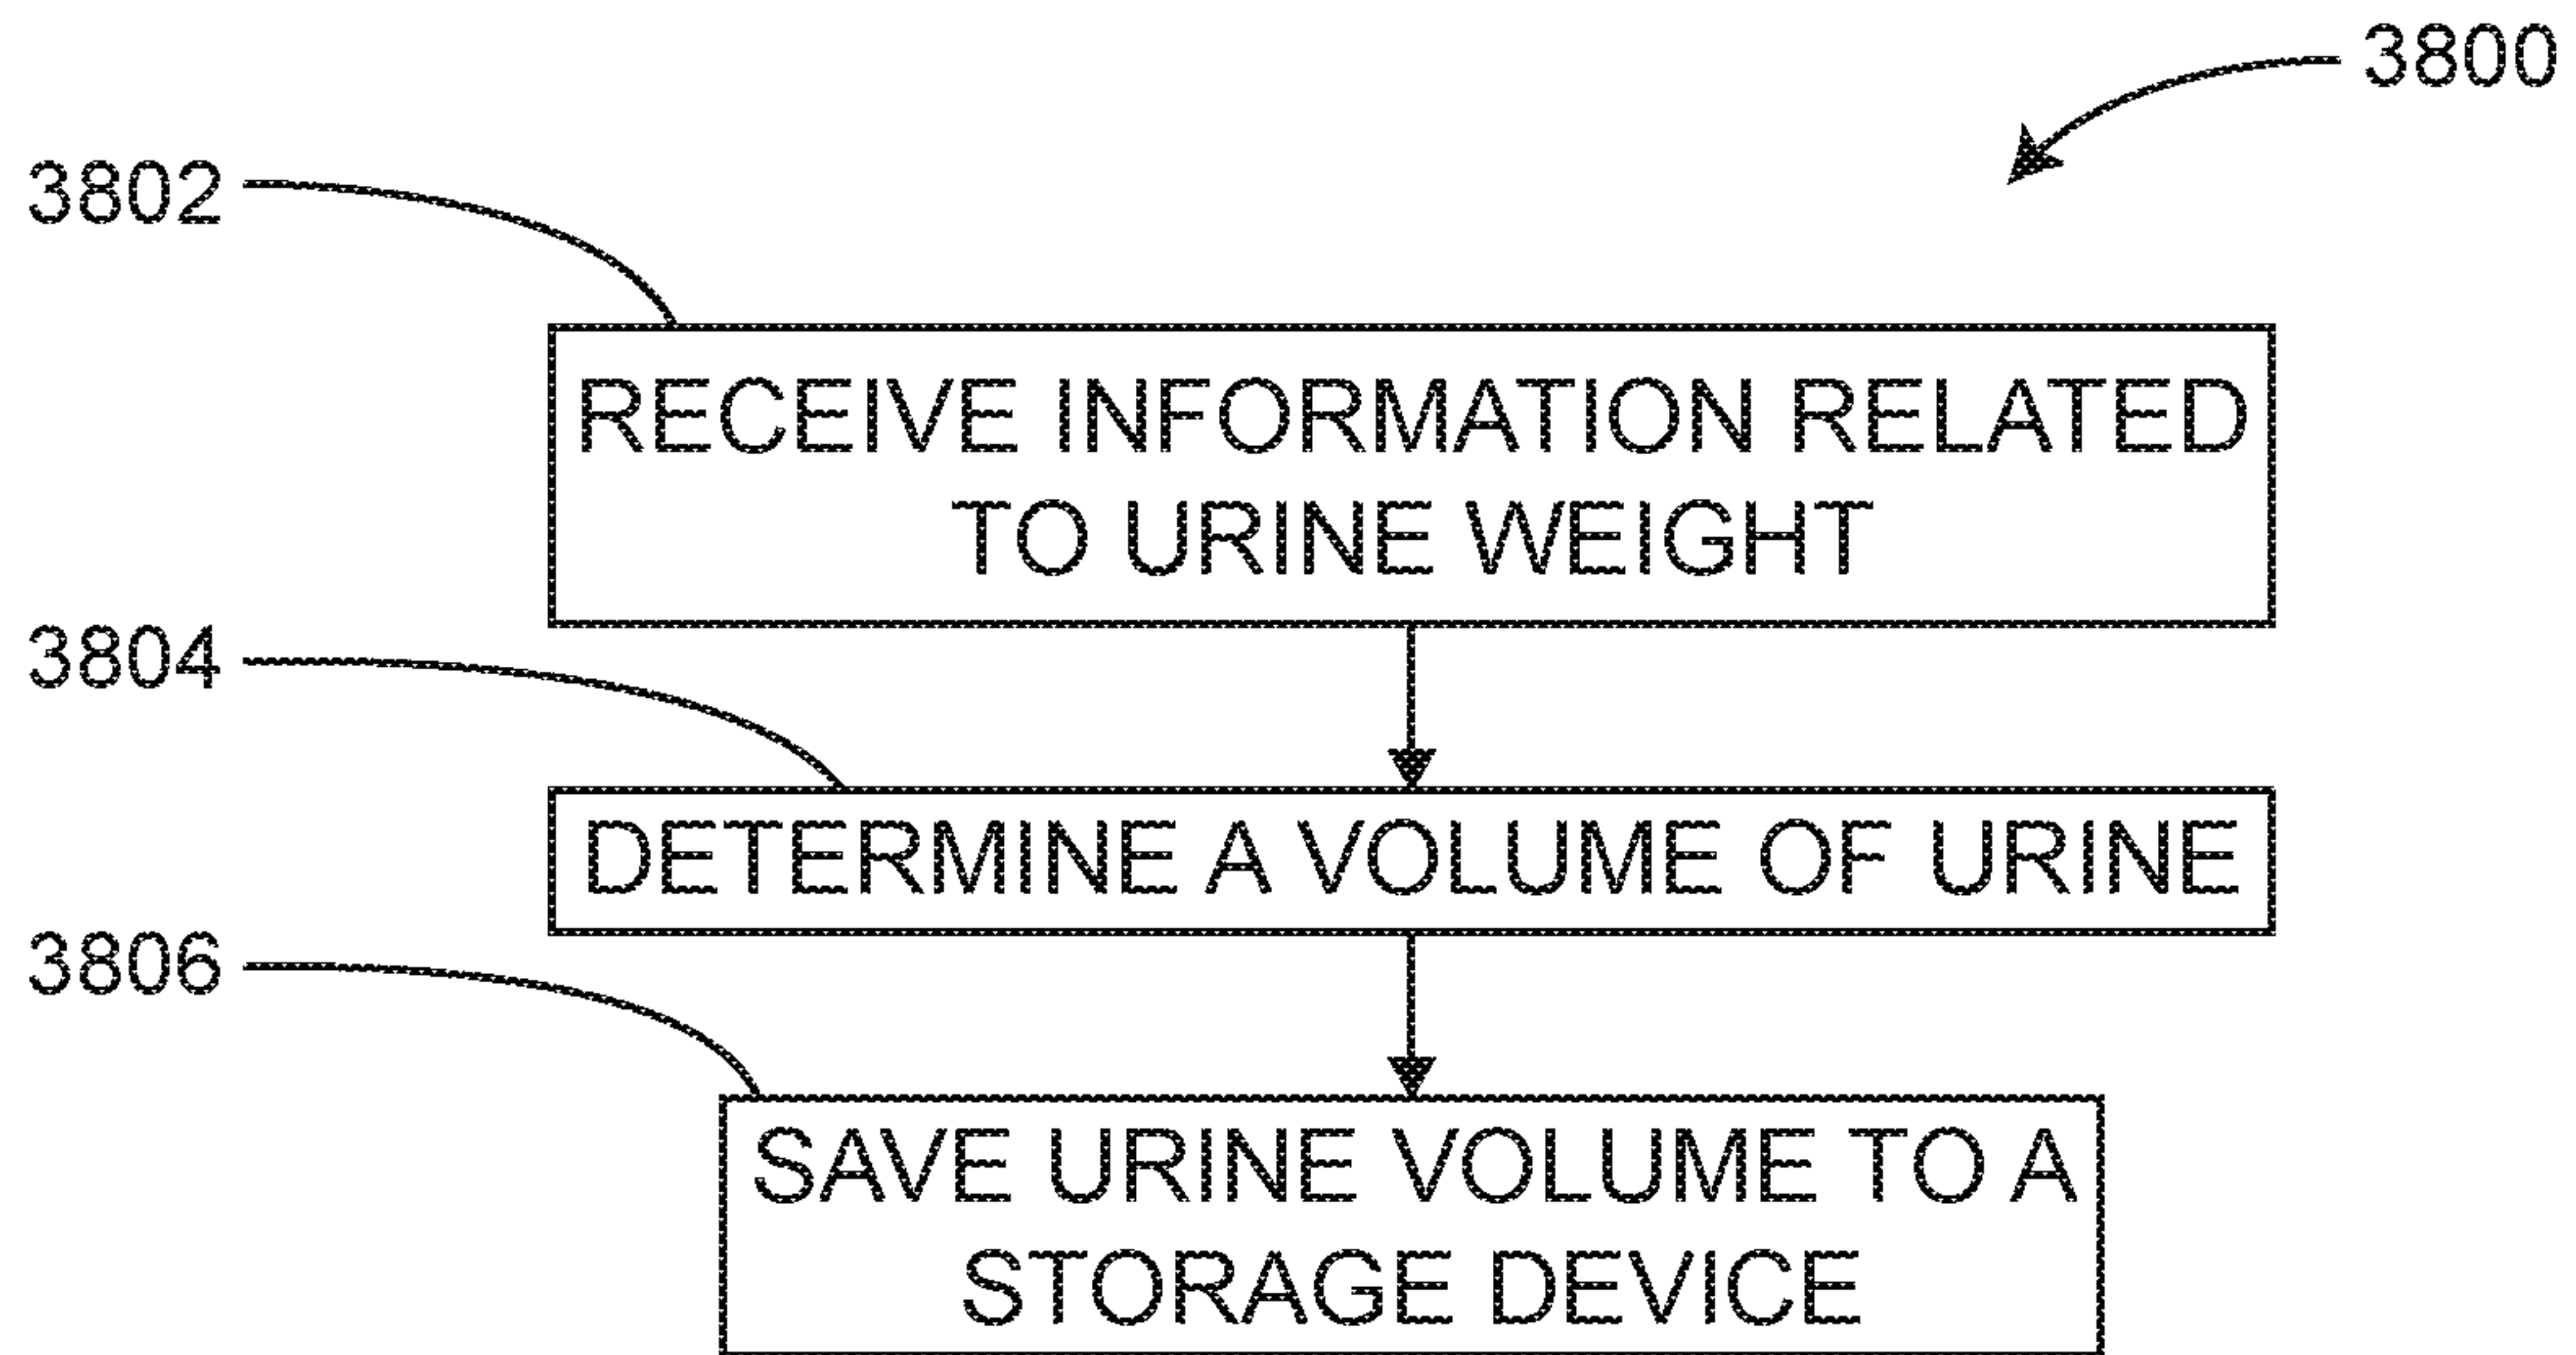 3800
3802
RECEIVE INFORMATION RELATED
TO URINE WEIGHT
3804
DETERMINE A VOLUME OF URINE
3806
SAVE URINE VOLUME TO A
STORAGE DEVICE